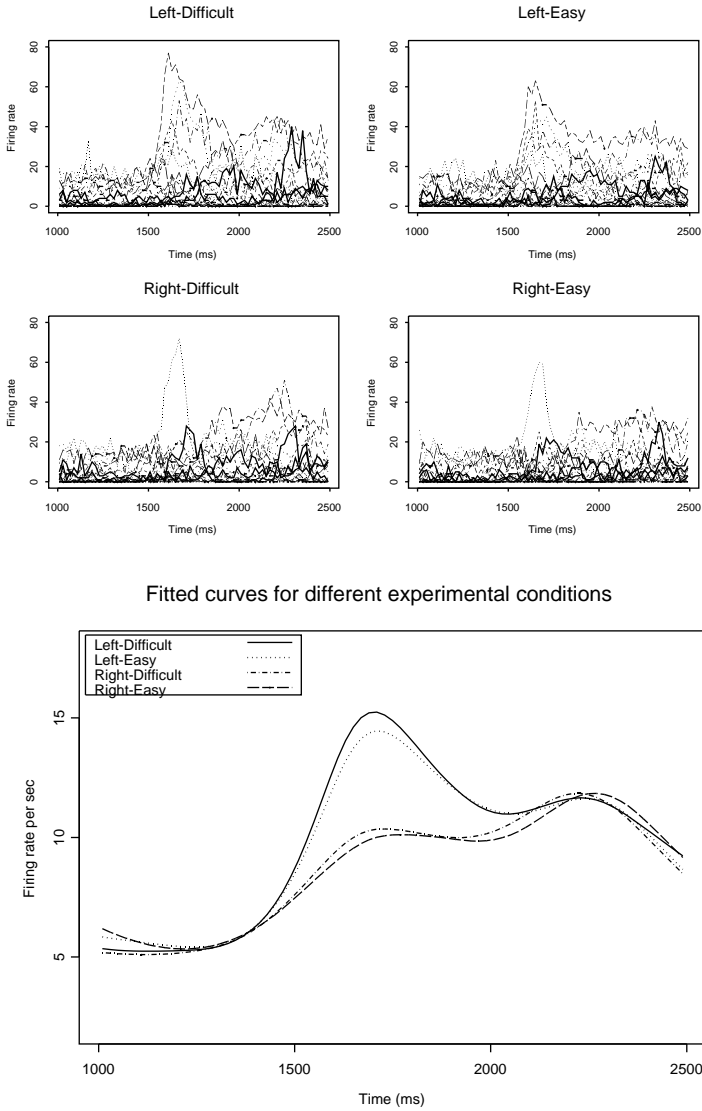 Left-Difficult
Firing rate
80
60
40
20
0
1000 1500 2000 2500
Time (ms)
Left-Easy
Firing rate
80
60
40
20
0
1000 1500 2000 2500
Time (ms)
Right-Difficult
Firing rate
80
60
40
20
0
1000 1500 2000 2500
Time (ms)
Right-Easy
Firing rate
80
60
40
20
0
1000 1500 2000 2500
Time (ms)
Fitted curves for different experimental conditions
Left-Difficult
Left-Easy
Right-Difficult
Right-Easy
Firing rate per sec
15
10
5
1000 1500 2000 2500
Time (ms)